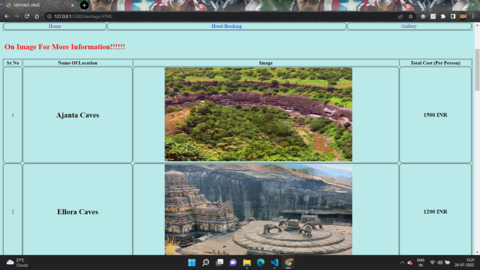 HERITAGE PAGE
127.0.0.1:5500/Heritage.HTML
Home Hotel-Booking Gallery
On Image For More Information!!!!!!
Sr No Name Of Location Image Total Cost (Per Person)
1 Ajanta Caves 1500 INR
2 Ellora Caves 1200 INR
27°C
Cloudy
ENG
IN
12:21
20-07-2022